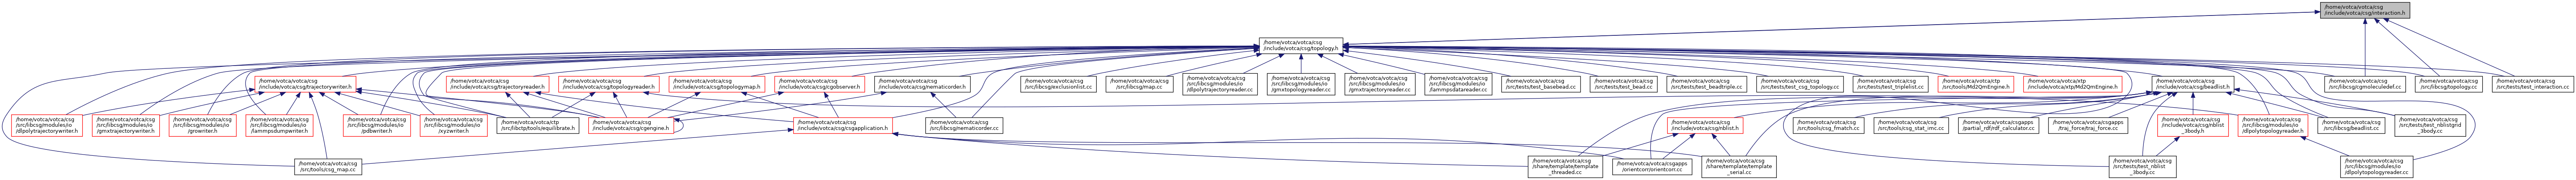 /home/votca/votca/csg
/include/votca/csg/interaction.h
/home/votca/votca/csg
/include/votca/csg/topology.h
/home/votca/votca/csg
/include/votca/csg/trajectorywriter.h
/home/votca/votca/csg
/include/votca/csg/trajectoryreader.h
/home/votca/votca/csg
/include/votca/csg/topologyreader.h
/home/votca/votca/csg
/include/votca/csg/topologymap.h
/home/votca/votca/csg
/include/votca/csg/cgobserver.h
/home/votca/votca/csg
/include/votca/csg/nematicorder.h
/home/votca/votca/csg
/src/libcsg/exclusionlist.cc
/home/votca/votca/csg
/src/libcsg/map.cc
/home/votca/votca/csg
/src/libcsg/modules/io
/dlpolytrajectoryreader.cc
/home/votca/votca/csg
/src/libcsg/modules/io
/gmxtopologyreader.cc
/home/votca/votca/csg
/src/libcsg/modules/io
/gmxtrajectoryreader.cc
/home/votca/votca/csg
/src/libcsg/modules/io
/lammpsdatareader.cc
/home/votca/votca/csg
/src/tests/test_basebead.cc
/home/votca/votca/csg
/src/tests/test_bead.cc
/home/votca/votca/csg
/src/tests/test_beadtriple.cc
/home/votca/votca/csg
/src/tests/test_csg_topology.cc
/home/votca/votca/csg
/src/tests/test_triplelist.cc
/home/votca/votca/ctp
/src/tools/Md2QmEngine.h
/home/votca/votca/xtp
/include/votca/xtp/Md2QmEngine.h
/home/votca/votca/csg
/include/votca/csg/beadlist.h
/home/votca/votca/csg
/src/libcsg/cgmoleculedef.cc
/home/votca/votca/csg
/src/libcsg/topology.cc
/home/votca/votca/csg
/src/tests/test_interaction.cc
/home/votca/votca/csg
/src/libcsg/modules/io
/dlpolytrajectorywriter.h
/home/votca/votca/csg
/src/libcsg/modules/io
/gmxtrajectorywriter.h
/home/votca/votca/csg
/src/libcsg/modules/io
/growriter.h
/home/votca/votca/csg
/src/libcsg/modules/io
/lammpsdumpwriter.h
/home/votca/votca/csg
/src/libcsg/modules/io
/pdbwriter.h
/home/votca/votca/csg
/src/libcsg/modules/io
/xyzwriter.h
/home/votca/votca/ctp
/src/libctp/tools/equilibrate.h
/home/votca/votca/csg
/include/votca/csg/cgengine.h
/home/votca/votca/csg
/include/votca/csg/csgapplication.h
/home/votca/votca/csg
/src/libcsg/nematicorder.cc
/home/votca/votca/csg
/include/votca/csg/nblist.h
/home/votca/votca/csg
/src/tools/csg_fmatch.cc
/home/votca/votca/csg
/src/tools/csg_stat_imc.cc
/home/votca/votca/csgapps
/partial_rdf/rdf_calculator.cc
/home/votca/votca/csgapps
/traj_force/traj_force.cc
/home/votca/votca/csg
/include/votca/csg/nblist
_3body.h
/home/votca/votca/csg
/src/libcsg/modules/io
/dlpolytopologyreader.h
/home/votca/votca/csg
/src/libcsg/beadlist.cc
/home/votca/votca/csg
/src/tests/test_nblistgrid
_3body.cc
/home/votca/votca/csg
/src/tools/csg_map.cc
/home/votca/votca/csg
/share/template/template
_threaded.cc
/home/votca/votca/csgapps
/orientcorr/orientcorr.cc
/home/votca/votca/csg
/share/template/template
_serial.cc
/home/votca/votca/csg
/src/tests/test_nblist
_3body.cc
/home/votca/votca/csg
/src/libcsg/modules/io
/dlpolytopologyreader.cc